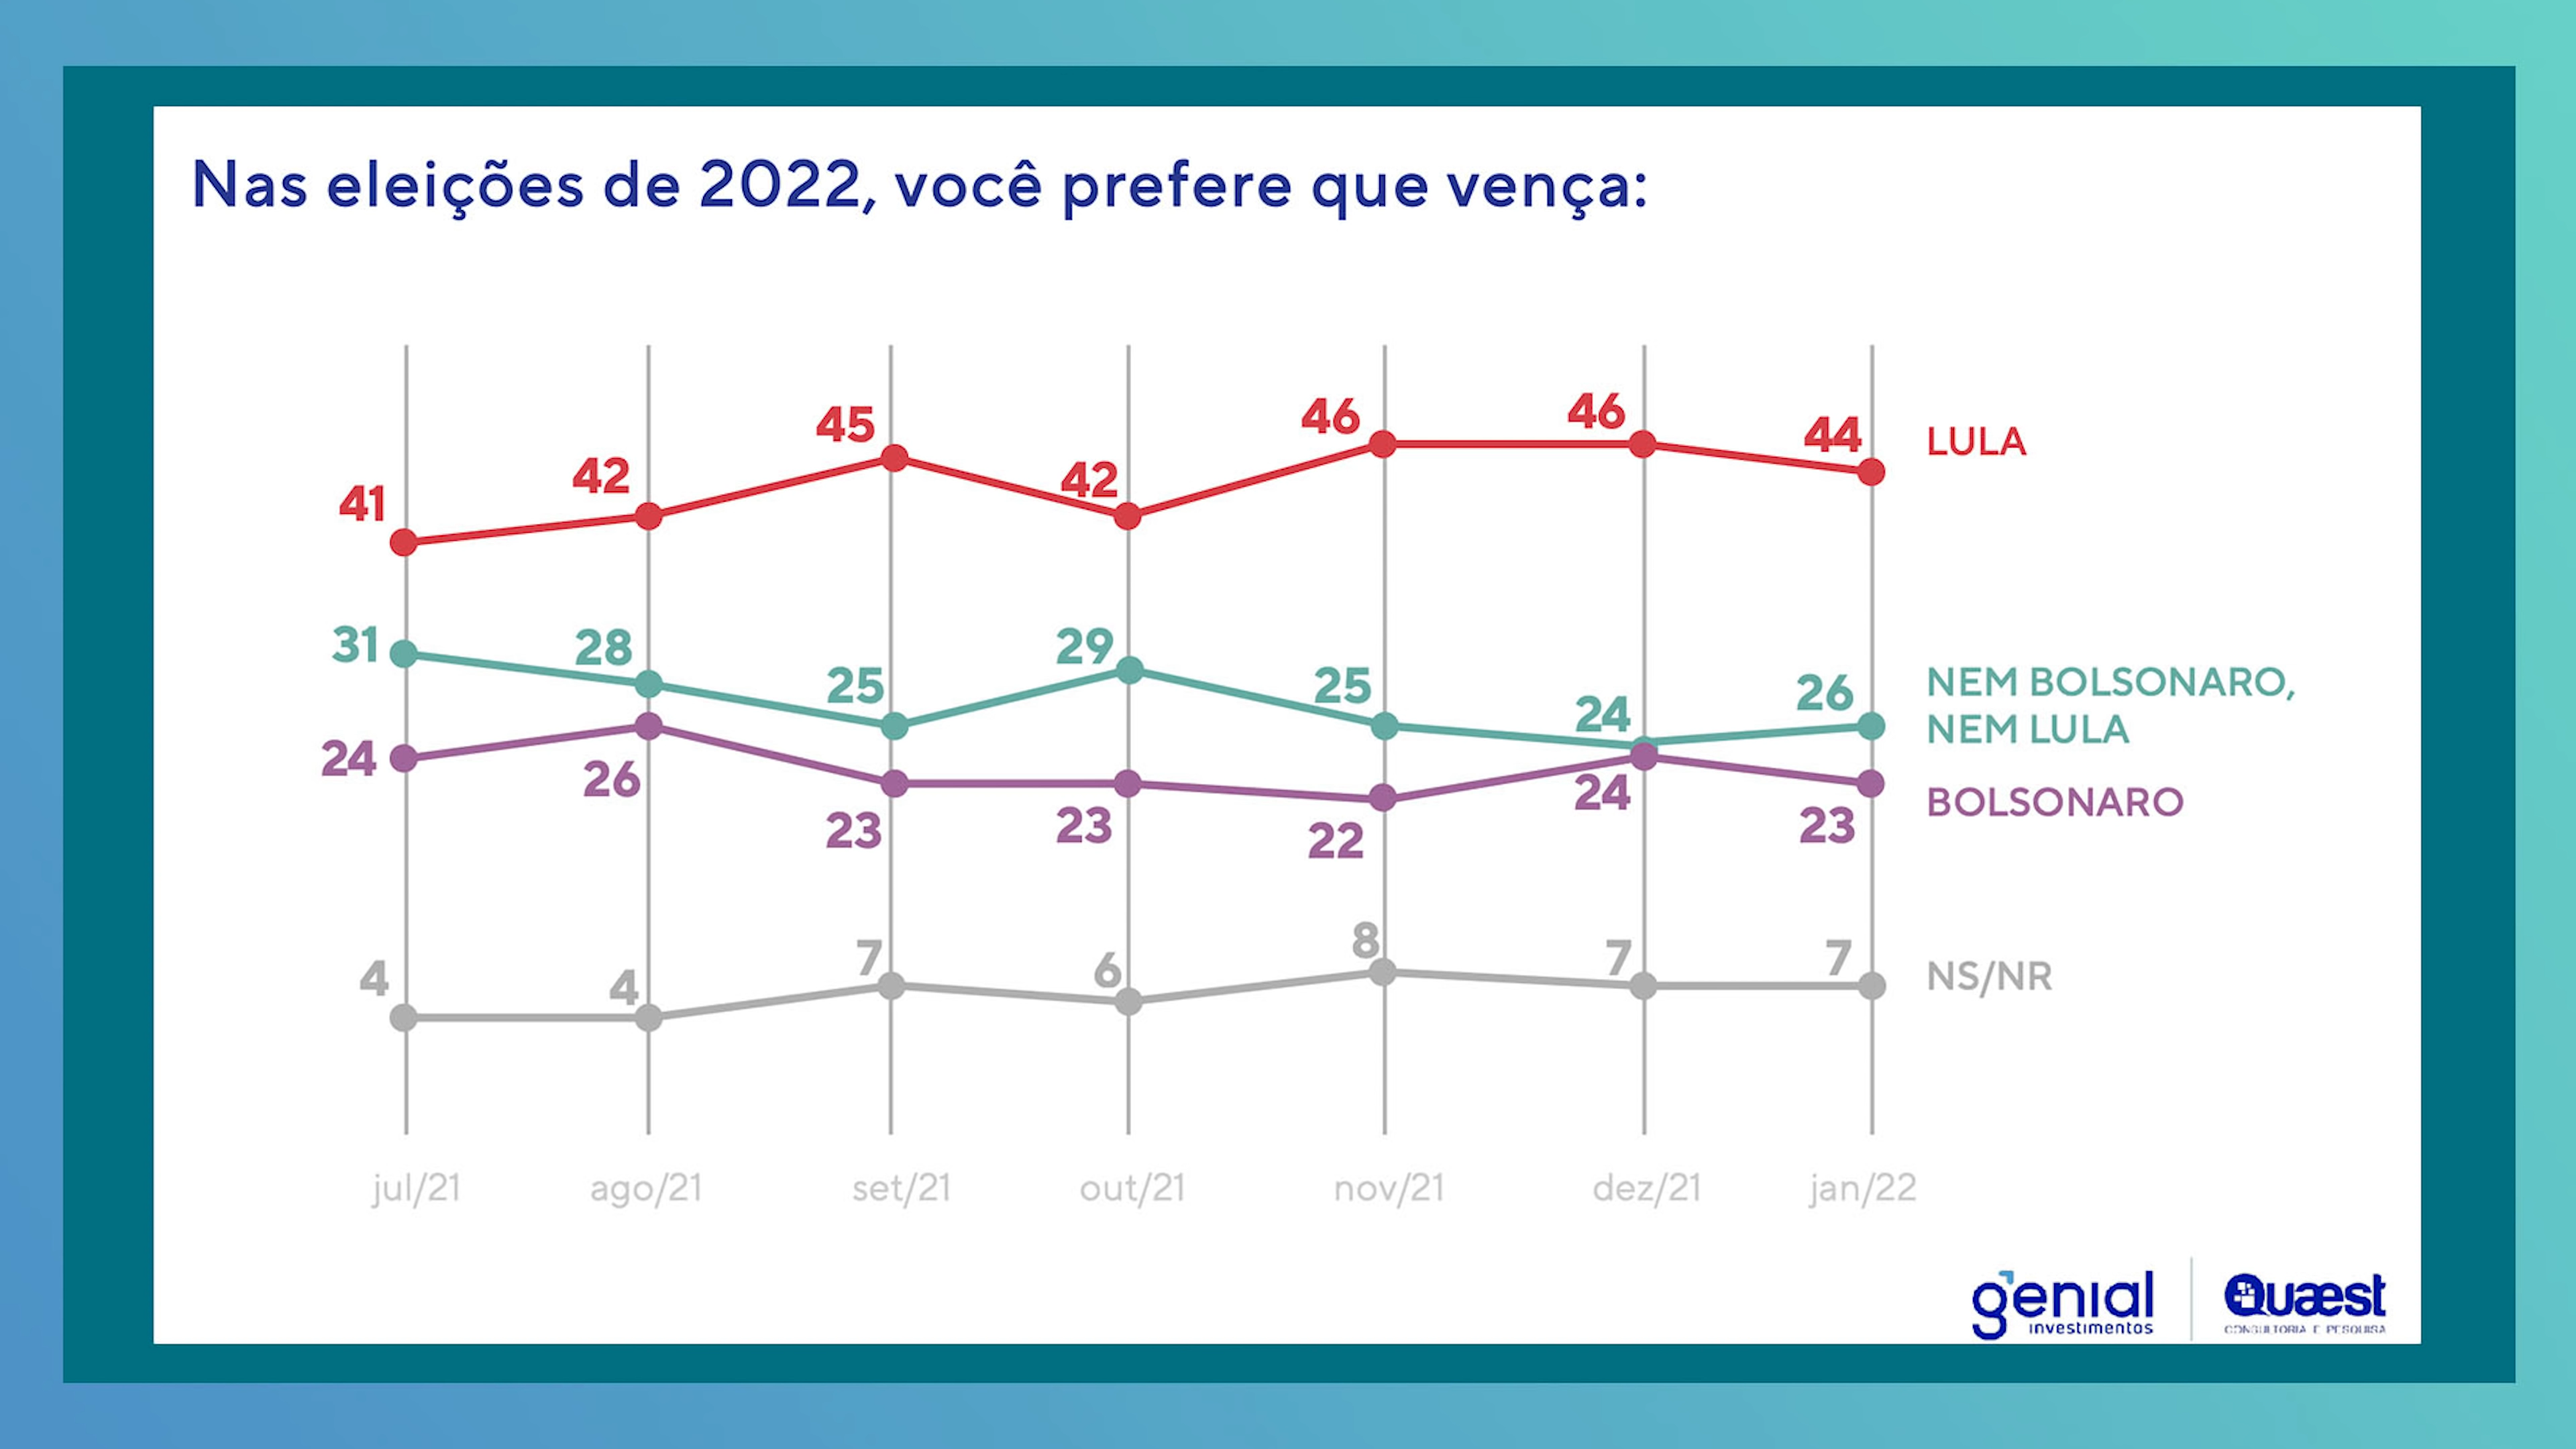 Nas eleições de 2022, você prefere que vença:
45
46
46
44
LULA
42
42
41
31
28
29
25
25
24
26
NEM BOLSONARO,
NEM LULA
24
26
23
23
22
24
23
BOLSONARO
4
4
7
6
8
7
7
NS/NR
jul/21
ago/21
set/21
out/21
nov/21
dez/21
jan/22
genial
investimentos
Quæst
CONSULTORIA E PESQUISA